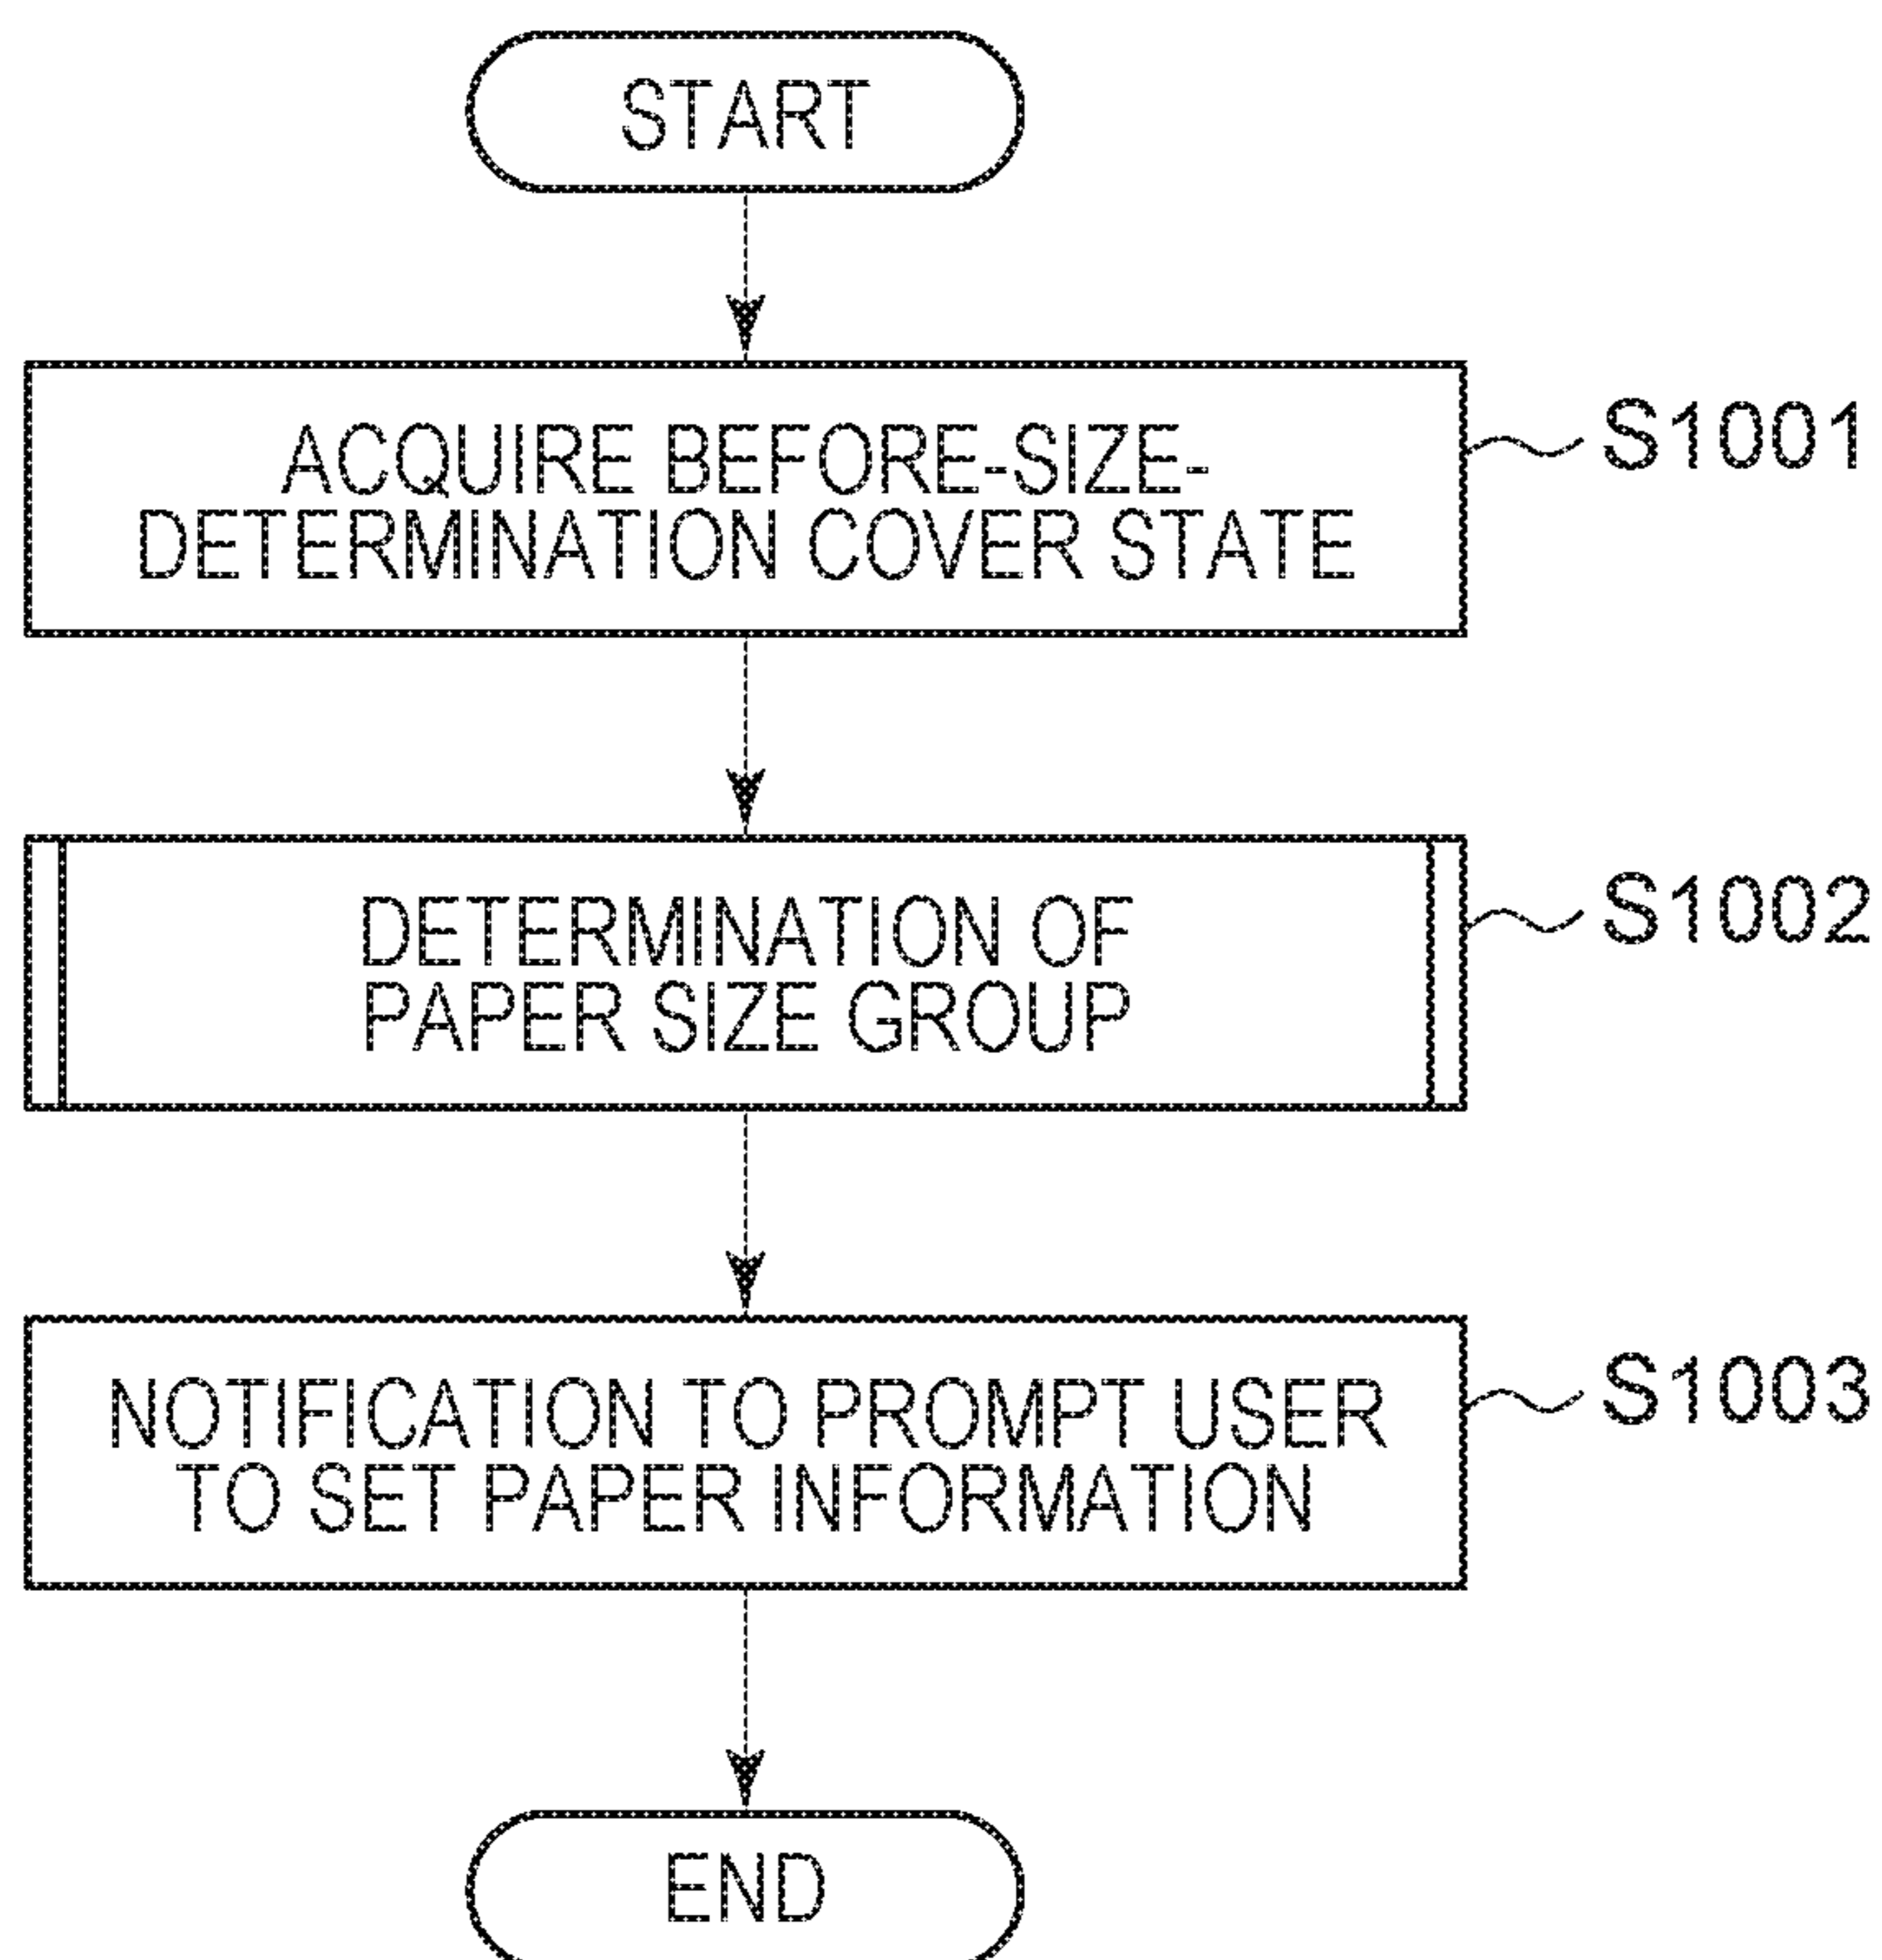 START
ACQUIRE BEFORE-SIZE-
DETERMINATION COVER STATE
S1001
DETERMINATION OF
PAPER SIZE GROUP
S1002
NOTIFICATION TO PROMPT USER
TO SET PAPER INFORMATION
S1003
END